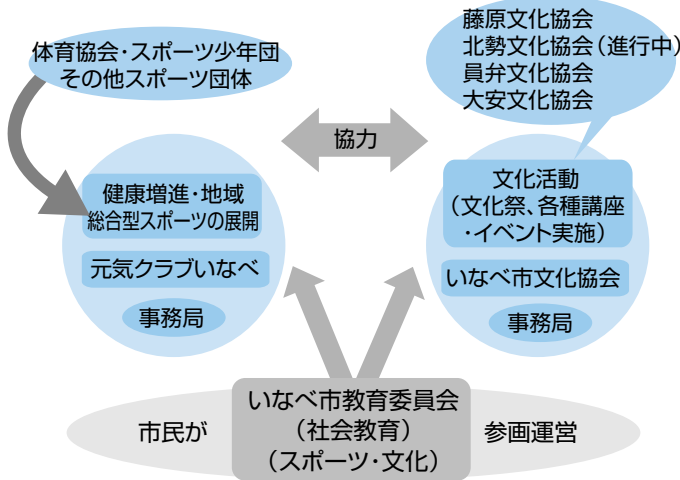 体育協会・スポーツ少年団
その他スポーツ団体
藤原文化協会
北勢文化協会（進行中）
員弁文化協会
大安文化協会
協力
健康増進・地域
総合型スポーツの展開
元気クラブいなべ
事務局
文化活動
（文化祭、各種講座
・イベント実施）
いなべ市文化協会
事務局
市民が
いなべ市教育委員会
（社会教育）
（スポーツ・文化）
参画運営